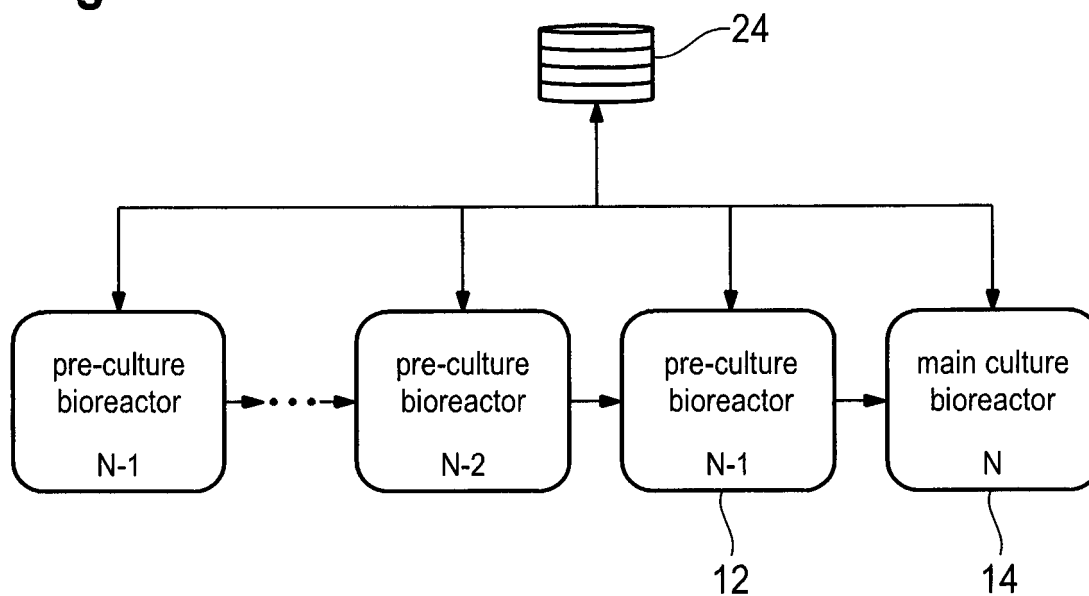 24
pre-culture
bioreactor
N-1
pre-culture
bioreactor
N-2
pre-culture
bioreactor
N-1
main culture
bioreactor
N
12
14